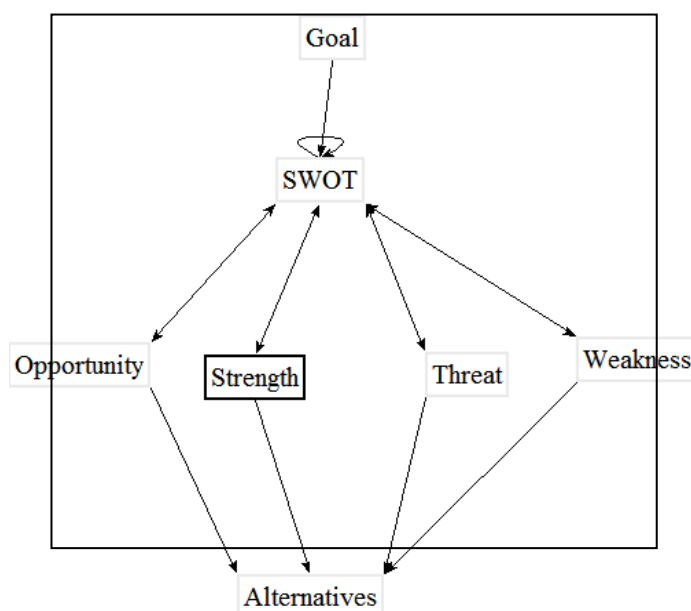 Goal
SWOT
Opportunity
Strength
Threat
Weakness
Alternatives